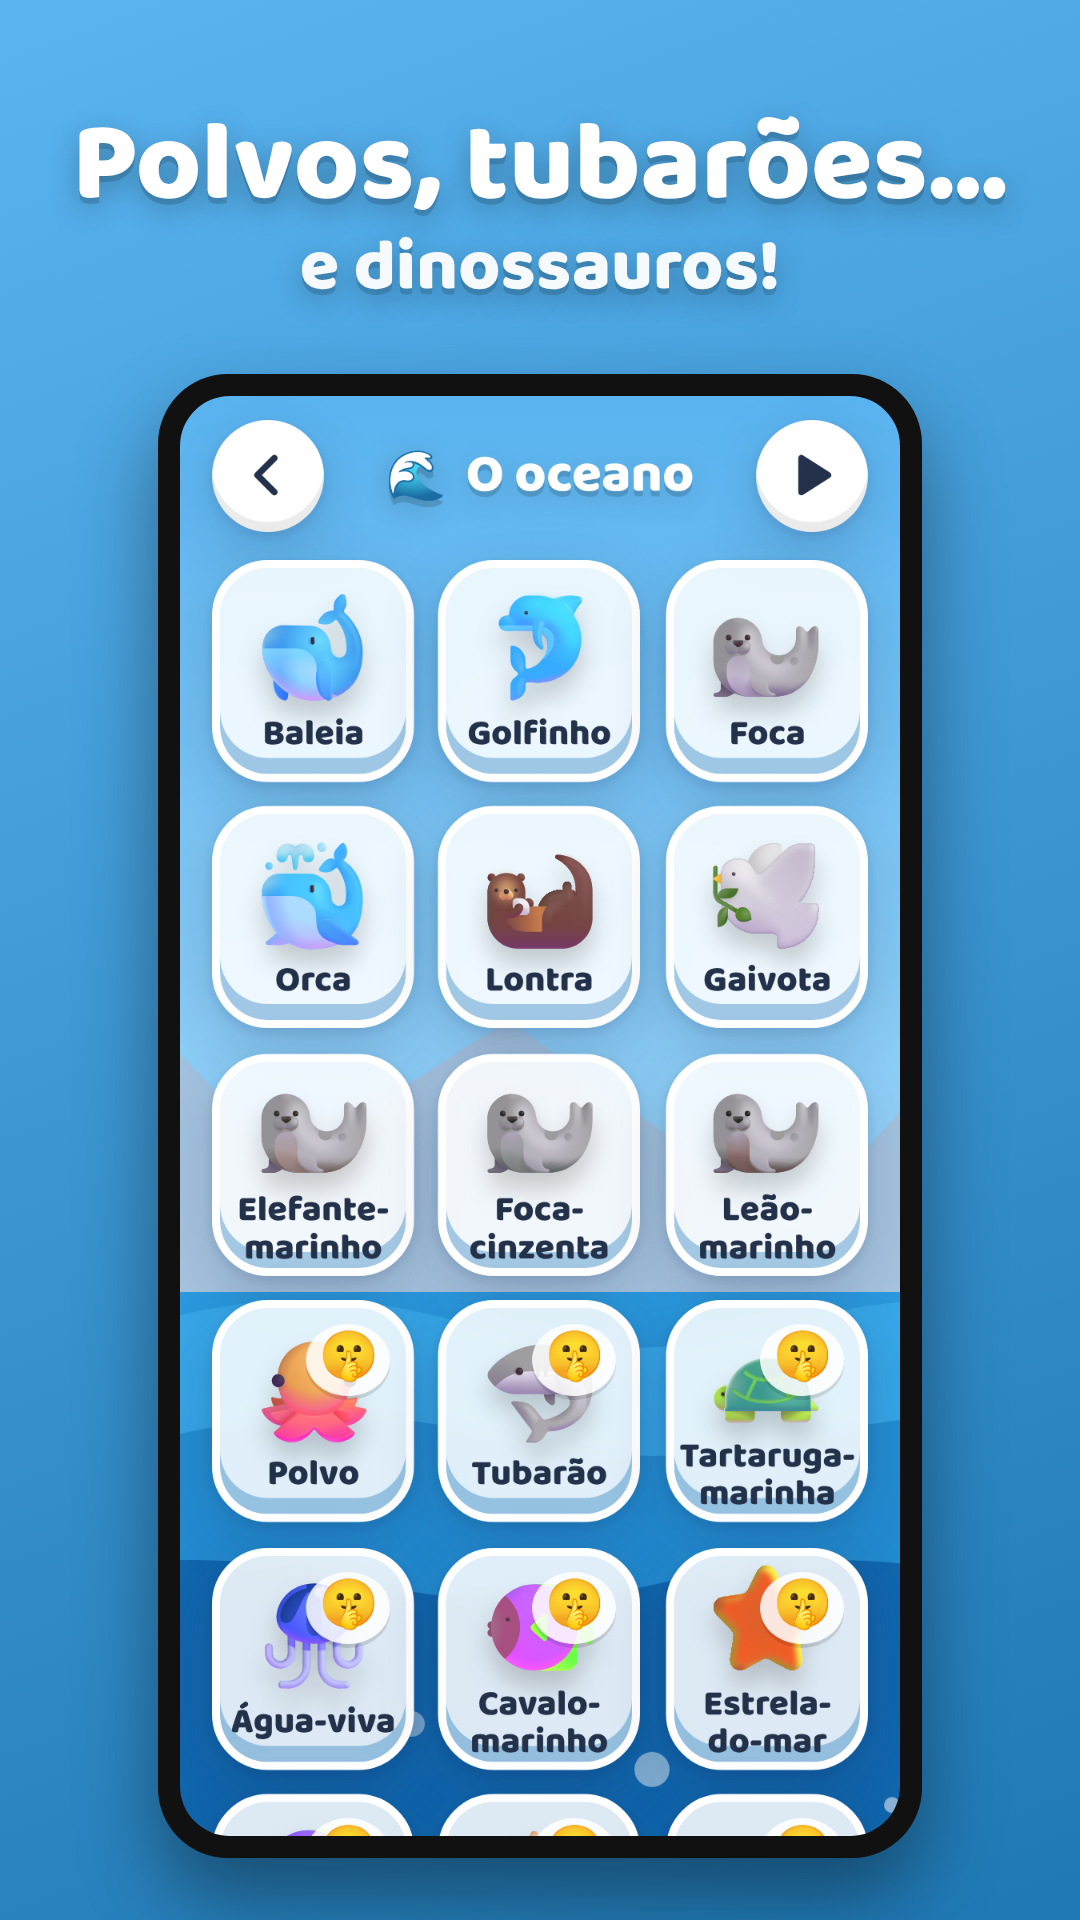 Polvos, tubarões...
e dinossauros!
O oceano
Baleia
Golfinho
Foca
Orca
Lontra
Gaivota
Elefante-
marinho
Foca-
cinzenta
Leão-
marinho
Polvo
Tubarão
Tartaruga-
marinha
Água-viva
Cavalo-
marinho
Estrela-
do-mar